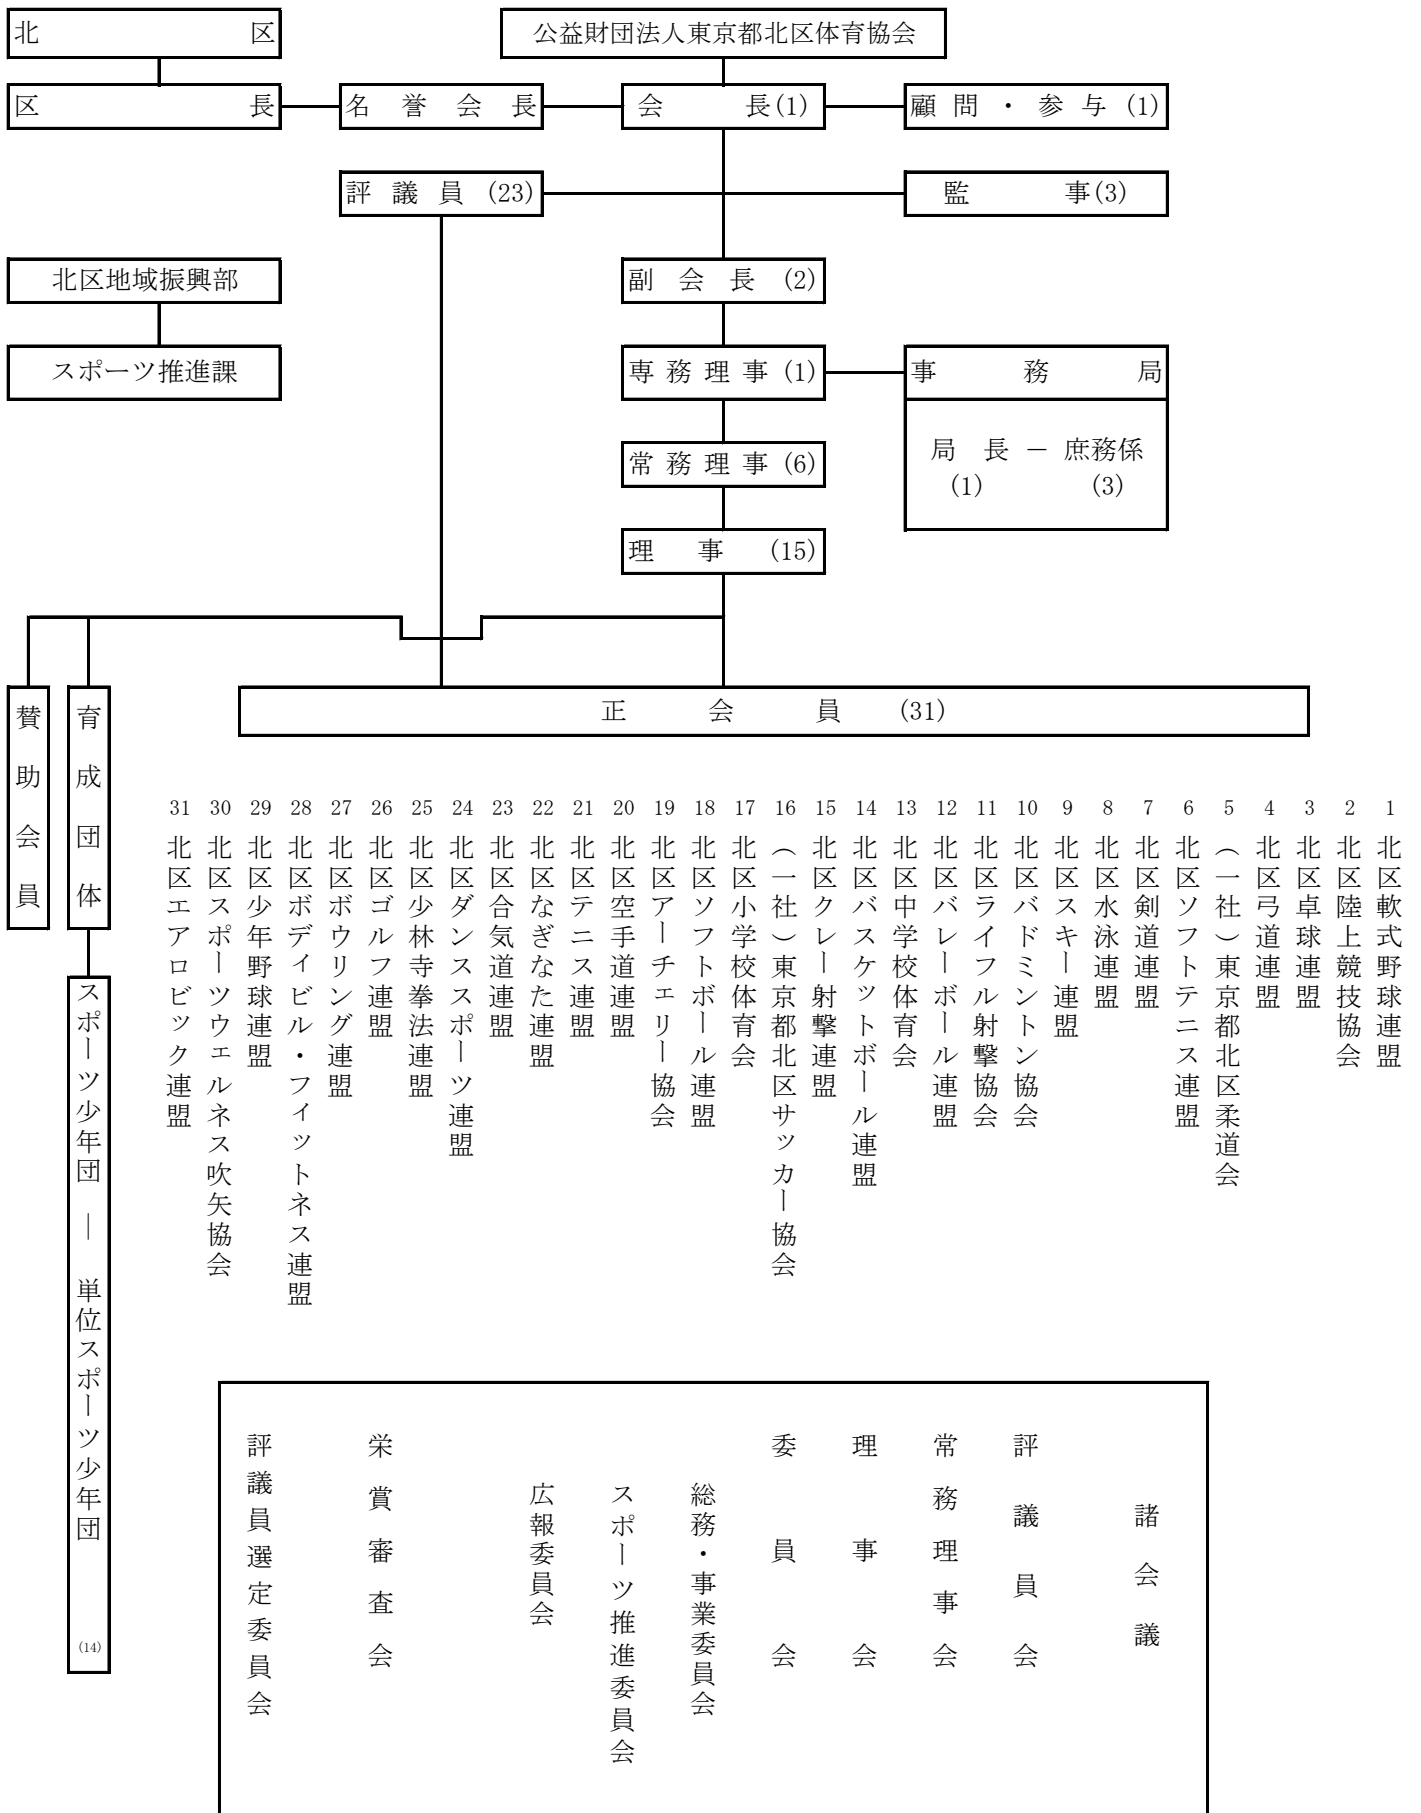 北区
公益財団法人東京都北区体育協会
区長
名誉会長
会長(1)
顧問・参与(1)
評議員(23)
監事(3)
北区地域振興部
副会長(2)
スポーツ推進課
専務理事(1)
事務局
局長－庶務係
(1) (3)
常務理事(6)
理事(15)
賛助会員
育成団体
正会員(31)
1 北区軟式野球連盟
2 北区陸上競技協会
3 北区卓球連盟
4 北区弓道連盟
5 (一社)東京都北区柔道会
6 北区ソフトテニス連盟
7 北区剣道連盟
8 北区水泳連盟
9 北区スキー連盟
10 北区バドミントン協会
11 北区ライフル射撃協会
12 北区バレーボール連盟
13 北区中学校体育会
14 北区バスケットボール連盟
15 北区クレー射撃連盟
16 (一社)東京都北区サッカー協会
17 北区小学校体育会
18 北区ソフトボール連盟
19 北区アーチェリー協会
20 北区空手道連盟
21 北区テニス連盟
22 北区なぎなた連盟
23 北区合気道連盟
24 北区ダンススポーツ連盟
25 北区少林寺拳法連盟
26 北区ゴルフ連盟
27 北区ボウリング連盟
28 北区ボディビル・フィットネス連盟
29 北区少年野球連盟
30 北区スポーツウエルネス吹矢協会
31 北区エアロビック連盟
スポーツ少年団 ― 単位スポーツ少年団 (14)
諸会議
評議員会
常務理事会
理事会
委員会
総務・事業委員会
スポーツ推進委員会
広報委員会
栄賞審査会
評議員選定委員会